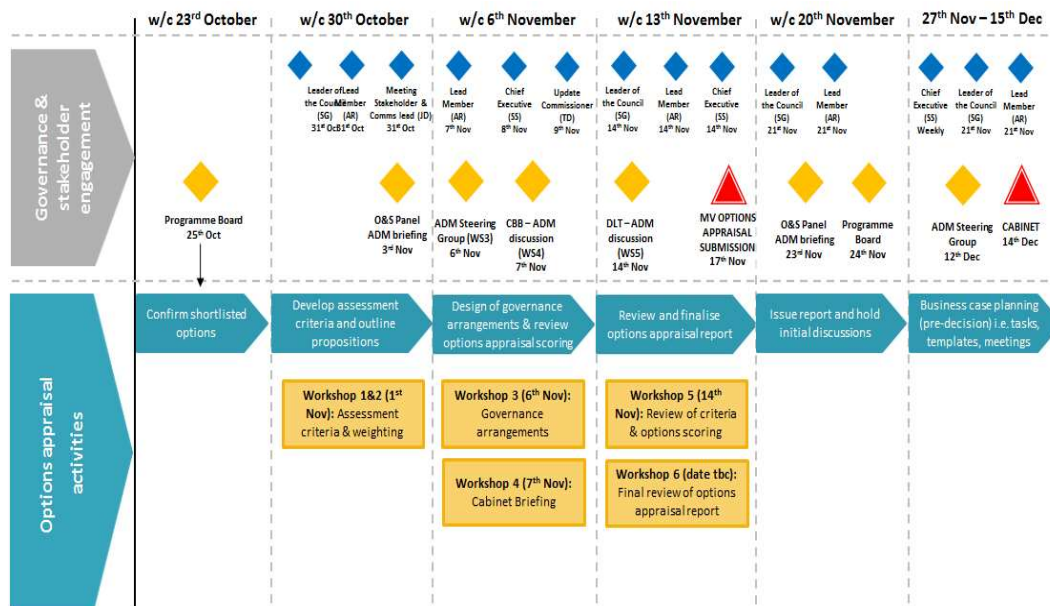 w/c 23rd October
w/c 30th October
w/c 6th November
w/c 13th November
w/c 20th November
27th Nov – 15th Dec
Governance &
stakeholder
engagement
Leader of
the Council
(SG)
31st Oct
Lead
Member
(AR)
31st Oct
Meeting
Stakeholder &
Comms lead (JD)
31st Oct
Lead
Member
(AR)
7th Nov
Chief
Executive
(SS)
8th Nov
Update
Commissioner
(TD)
9th Nov
Leader of
the Council
(SG)
14th Nov
Lead
Member
(AR)
14th Nov
Chief
Executive
(SS)
14th Nov
Leader of
the Council
(SG)
21st Nov
Lead
Member
(AR)
21st Nov
Chief
Executive
(SS)
Weekly
Leader of
the Council
(SG)
21st Nov
Lead
Member
(AR)
21st Nov
Programme Board
25th Oct
O&S Panel
ADM briefing
3rd Nov
ADM Steering
Group (WS3)
6th Nov
CBB – ADM
discussion
(WS4)
7th Nov
DLT – ADM
discussion
(WS5)
14th Nov
MV OPTIONS
APPRAISAL
SUBMISSION
17th Nov
O&S Panel
ADM briefing
23rd Nov
Programme
Board
24th Nov
ADM Steering
Group
12th Dec
CABINET
14th Dec
Options appraisal
activities
Confirm shortlisted
options
Develop assessment
criteria and outline
propositions
Design of governance
arrangements & review
options appraisal scoring
Review and finalise
options appraisal report
Issue report and hold
initial discussions
Business case planning
(pre-decision) i.e. tasks,
templates, meetings
Workshop 1&2 (1st
Nov): Assessment
criteria & weighting
Workshop 3 (6th Nov):
Governance
arrangements
Workshop 5 (14th
Nov): Review of criteria
& options scoring
Workshop 4 (7th Nov):
Cabinet Briefing
Workshop 6 (date tbc):
Final review of options
appraisal report